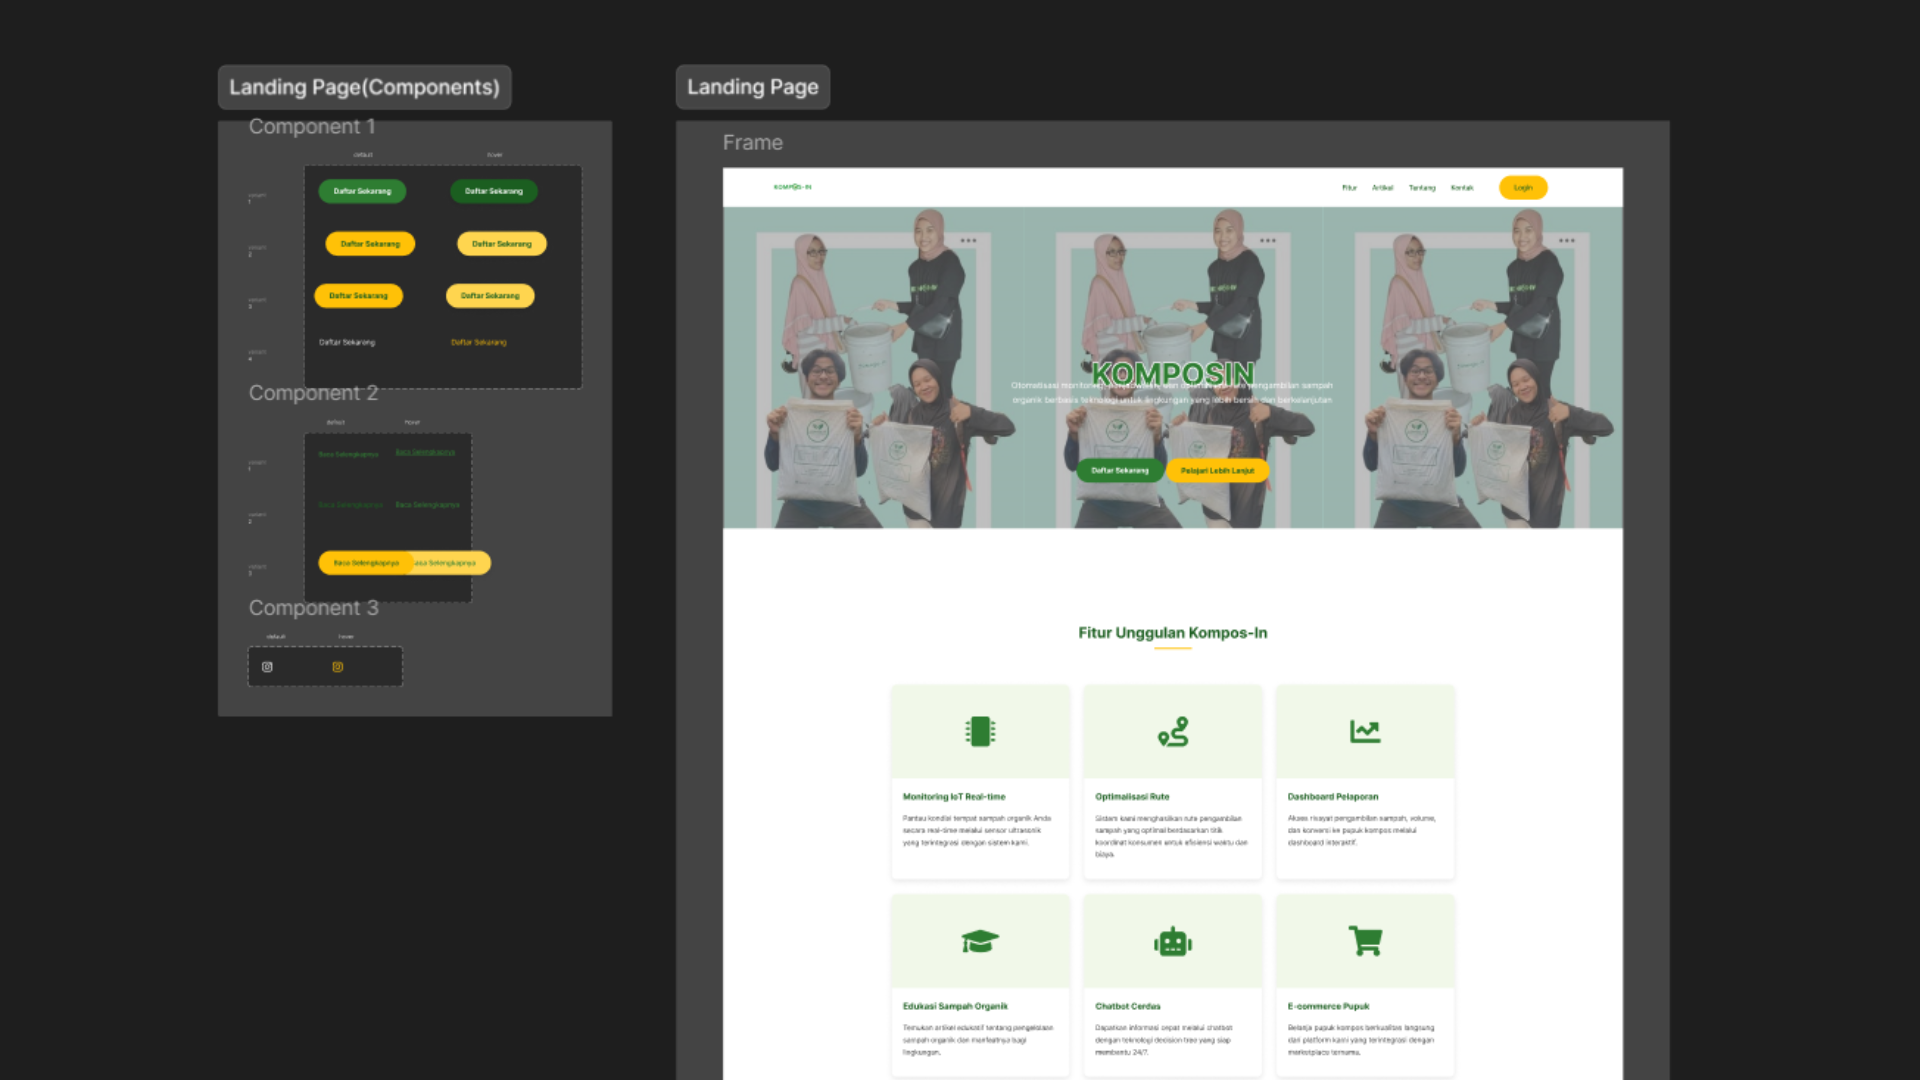 Landing Page(Components)
Component 1
default
hover
Daftar Sekarang
Daftar Sekarang
1
Daftar Sekarang
Daftar Sekarang
2
Daftar Sekarang
Daftar Sekarang
3
Daftar Sekarang
Daftar Sekarang
4
Component 2
default
hover
Baca Selengkapnya
Baca Selengkapnya
1
Baca Selengkapnya
Baca Selengkapnya
2
Baca Selengkapnya
Selengkapnya
3
Component 3
default
hover
Landing Page
Frame
KOMPOS-IN
Fitur
Artikel
Tentang
Kontak
Login
KOMPOSIN
Otomatisasi pengambilan sampah
organik berbasis teknologi untuk lingkungan yang lebih bersih dan berkelanjutan
Daftar Sekarang
Pelajari Lebih Lanjut
Fitur Unggulan Kompos-In
Monitoring IoT Real-time
Pantau kondisi tempat sampah organik Anda
secara real-time melalui sensor ultrasonik
yang terintegrasi dengan sistem kami.
Optimalisasi Rute
Sistem kami menghasilkan rute pengambilan
sampah yang optimal berdasarkan titik
koordinat konsumen untuk efisiensi waktu dan
biaya.
Dashboard Pelaporan
Akses riwayat pengambilan sampah, volume,
dan konversi ke pupuk kompos melalui
dashboard interaktif.
Edukasi Sampah Organik
Temukan artikel edukatif tentang pengelolaan
sampah organik dan manfaatnya bagi
lingkungan.
Chatbot Cerdas
Dapatkan informasi cepat melalui chatbot
dengan teknologi decision tree yang siap
membantu 24/7.
E-commerce Pupuk
Belanja pupuk kompos berkualitas langsung
dari platform kami yang terintegrasi dengan
marketplace ternama.